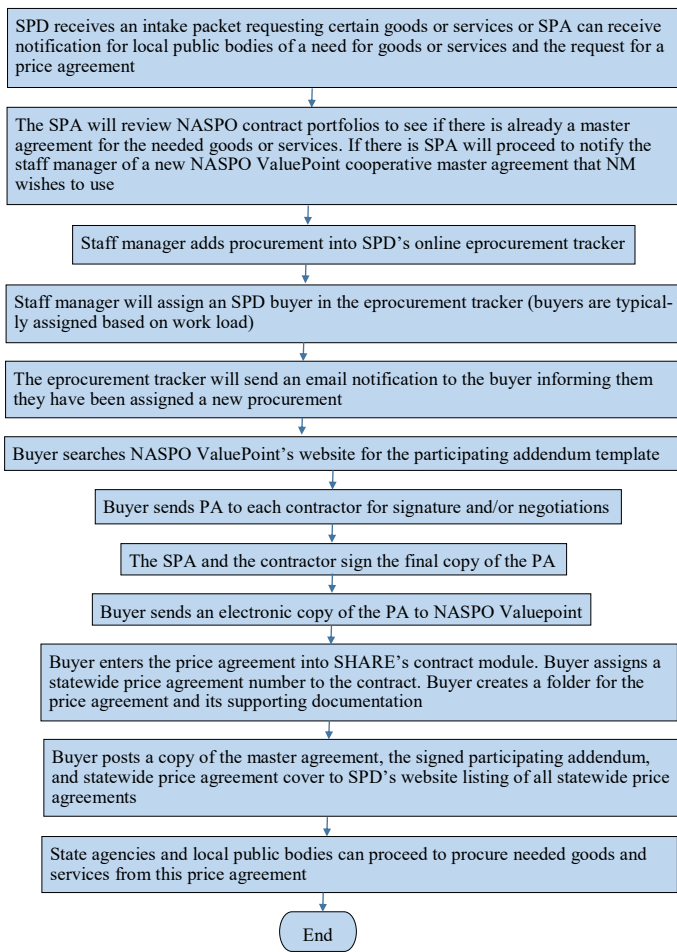 SPD receives an intake packet requesting certain goods or services or SPA can receive
notification for local public bodies of a need for goods or services and the request for a
price agreement
The SPA will review NASPO contract portfolios to see if there is already a master
agreement for the needed goods or services. If there is SPA will proceed to notify the
staff manager of a new NASPO ValuePoint cooperative master agreement that NM
wishes to use
Staff manager adds procurement into SPD's online eprocurement tracker
Staff manager will assign an SPD buyer in the eprocurement tracker (buyers are typical-
ly assigned based on work load)
The eprocurement tracker will send an email notification to the buyer informing them
they have been assigned a new procurement
Buyer searches NASPO ValuePoint's website for the participating addendum template
Buyer sends PA to each contractor for signature and/or negotiations
The SPA and the contractor sign the final copy of the PA
Buyer sends an electronic copy of the PA to NASPO Valuepoint
Buyer enters the price agreement into SHARE's contract module. Buyer assigns a
statewide price agreement number to the contract. Buyer creates a folder for the
price agreement and its supporting documentation
Buyer posts a copy of the master agreement, the signed participating addendum,
and statewide price agreement cover to SPD's website listing of all statewide price
agreements
State agencies and local public bodies can proceed to procure needed goods and
services from this price agreement
End